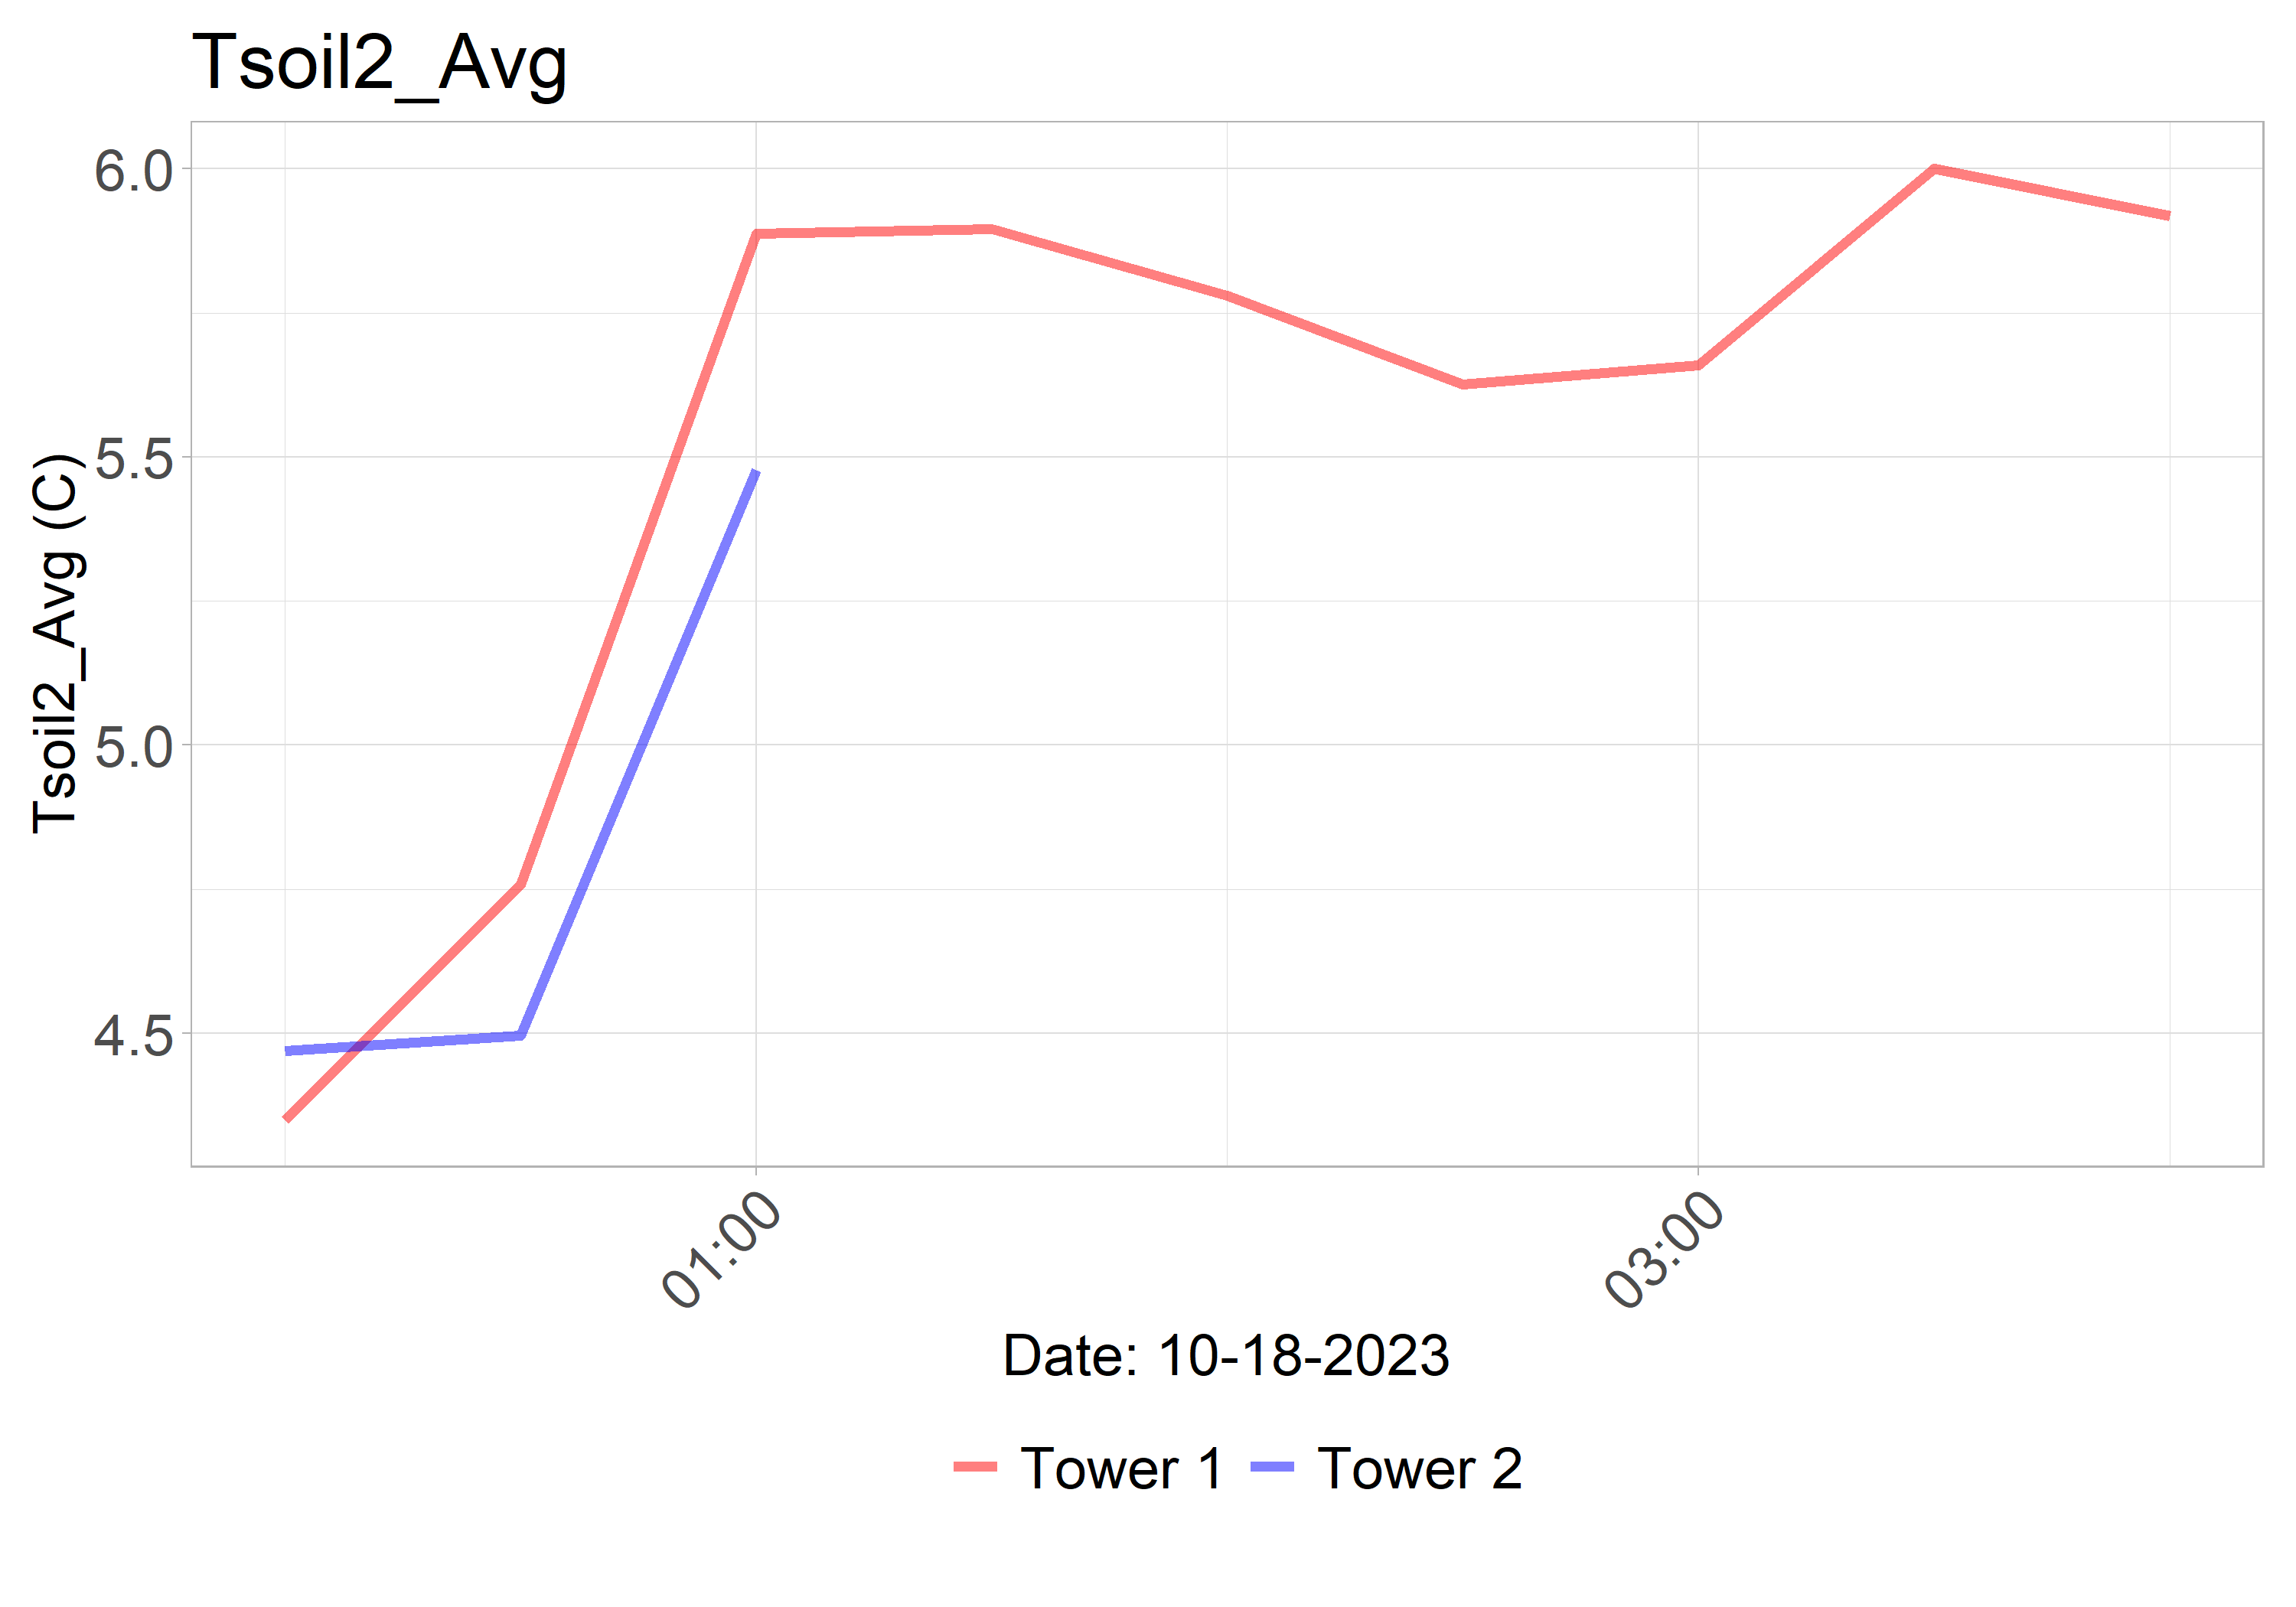 Tsoil2_Avg
Tsoil2_Avg (C)
6.0
5.5
5.0
4.5
01:00
03:00
Date: 10-18-2023
Tower 1
Tower 2